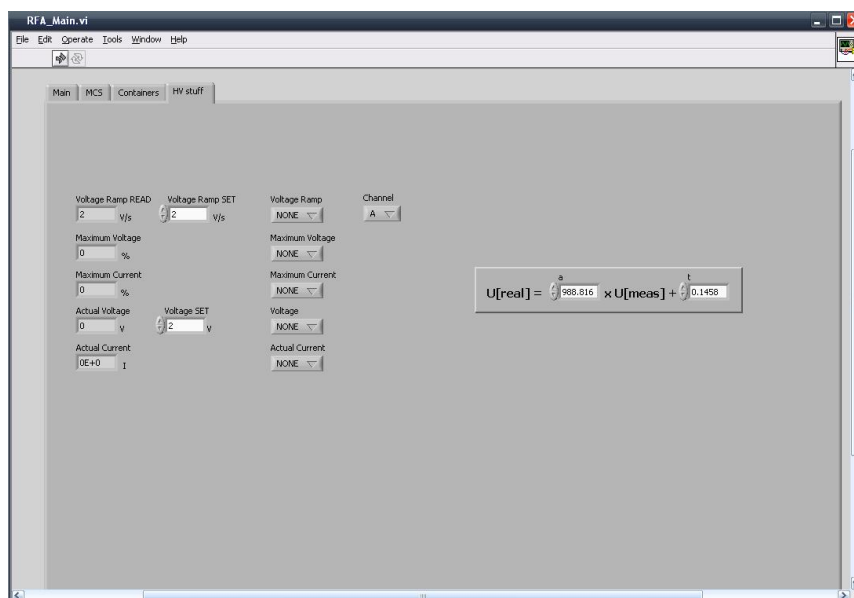 RFA_Main.vi
File Edit Operate Tools Window Help
Main MCS Containers HV stuff
Voltage Ramp READ Voltage Ramp SET Voltage Ramp Channel
2 V/s 2 V/s NONE A
Maximum Voltage Maximum Voltage
0 % NONE
Maximum Current Maximum Current
0 % NONE
Actual Voltage Voltage SET Voltage
0 V 2 V NONE
Actual Current Actual Current
0E+0 I NONE
a t
U[real] = 988.816 x U[meas] + 0.1458